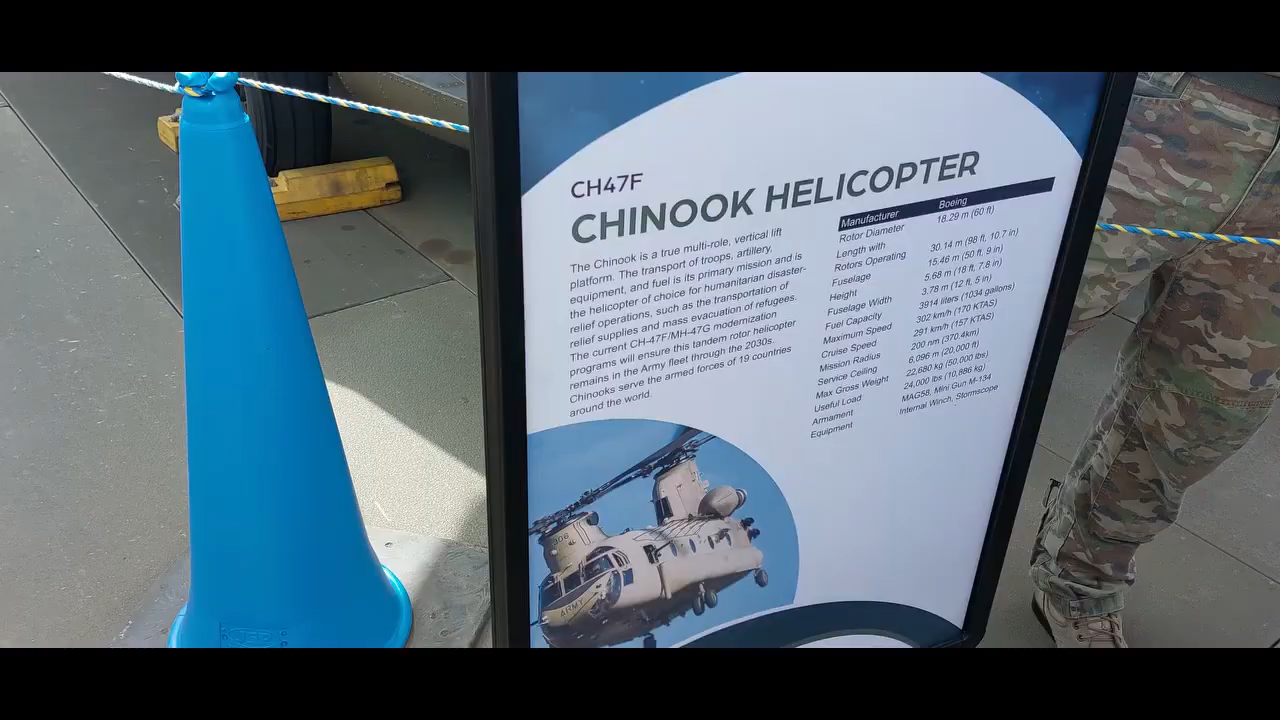 CH47F
CHINOOK HELICOPTER
The Chinook is a true multi-role, vertical lift
platform. The transport of troops, artillery,
equipment, and fuel is its primary mission and is
the helicopter of choice for humanitarian disaster-
relief operations, such as the transportation of
relief supplies and mass evacuation of refugees.
The current CH-47F/MH-47G modernization
programs will ensure this tandem rotor helicopter
remains in the Army fleet through the 2030s.
Chinooks serve the armed forces of 19 countries
around the world.
Manufacturer Boeing
Rotor Diameter 18.29 m (60 ft)
Length with
Rotors Operating 30.14 m (98 ft, 10.7 in)
Fuselage 15.46 m (50 ft, 9 in)
Height 5.68 m (18 ft, 7.8 in)
Fuselage Width 3.78 m (12 ft, 5 in)
Fuel Capacity 3914 liters (1034 gallons)
Maximum Speed 302 km/h (170 KTAS)
Cruise Speed 291 km/h (157 KTAS)
Mission Radius 200 nm (370.4km)
Service Ceiling 6,096 m (20,000 ft)
Max Gross Weight 22,680 kg (50,000 lbs)
Useful Load 24,000 lbs (10,886 kg)
Armament MAG58, Mini Gun M-134
Equipment Internal Winch, Stormscope
ARMY